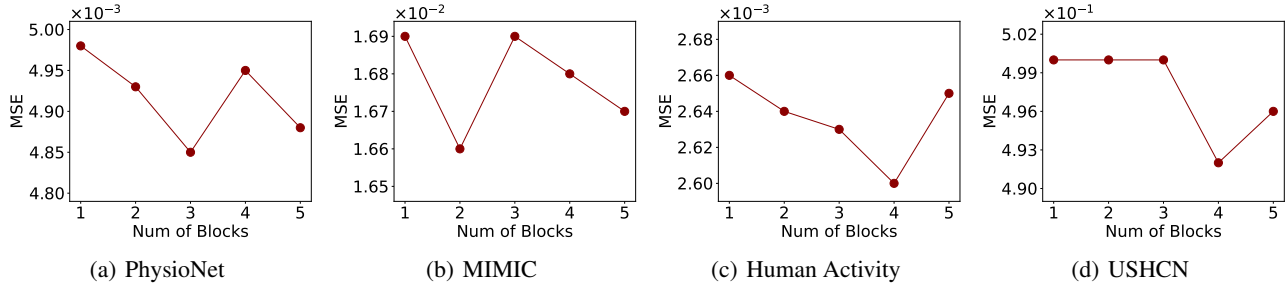 ×10⁻³
5.00
4.95
4.90
4.85
4.80
MSE
1 2 3 4 5
Num of Blocks
(a) PhysioNet
×10⁻²
1.69
1.68
1.67
1.66
1.65
MSE
1 2 3 4 5
Num of Blocks
(b) MIMIC
×10⁻³
2.68
2.66
2.64
2.62
2.60
MSE
1 2 3 4 5
Num of Blocks
(c) Human Activity
×10⁻¹
5.02
4.99
4.96
4.93
4.90
MSE
1 2 3 4 5
Num of Blocks
(d) USHCN